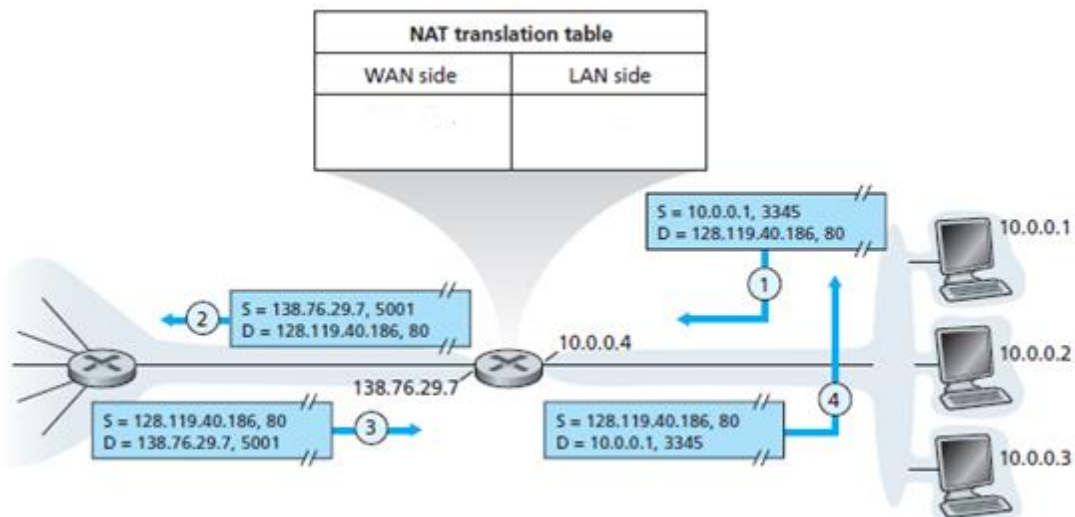 NAT translation table
WAN side
LAN side
S = 10.0.0.1, 3345
D = 128.119.40.186, 80
10.0.0.1
1
2
S = 138.76.29.7, 5001
D = 128.119.40.186, 80
10.0.0.4
10.0.0.2
138.76.29.7
4
S = 128.119.40.186, 80
D = 138.76.29.7, 5001
3
S = 128.119.40.186, 80
D = 10.0.0.1, 3345
10.0.0.3